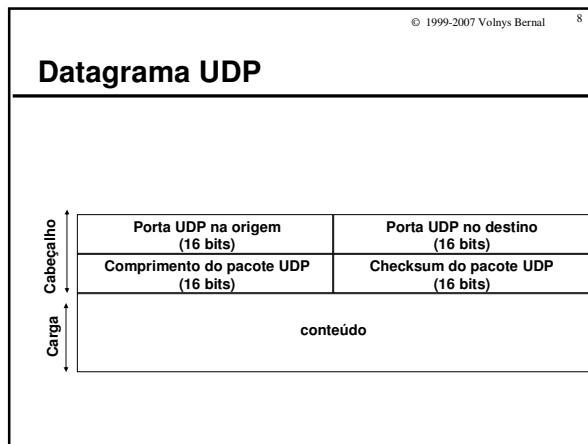 © 1999-2007 Volnys Bernal 8
Datagrama UDP
Cabeçalho
Porta UDP na origem
(16 bits)
Porta UDP no destino
(16 bits)
Comprimento do pacote UDP
(16 bits)
Checksum do pacote UDP
(16 bits)
Carga
conteúdo